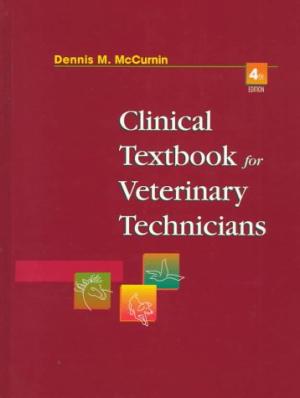 Dennis M. McCurnin
4th
EDITION
Clinical
Textbook for
Veterinary
Technicians